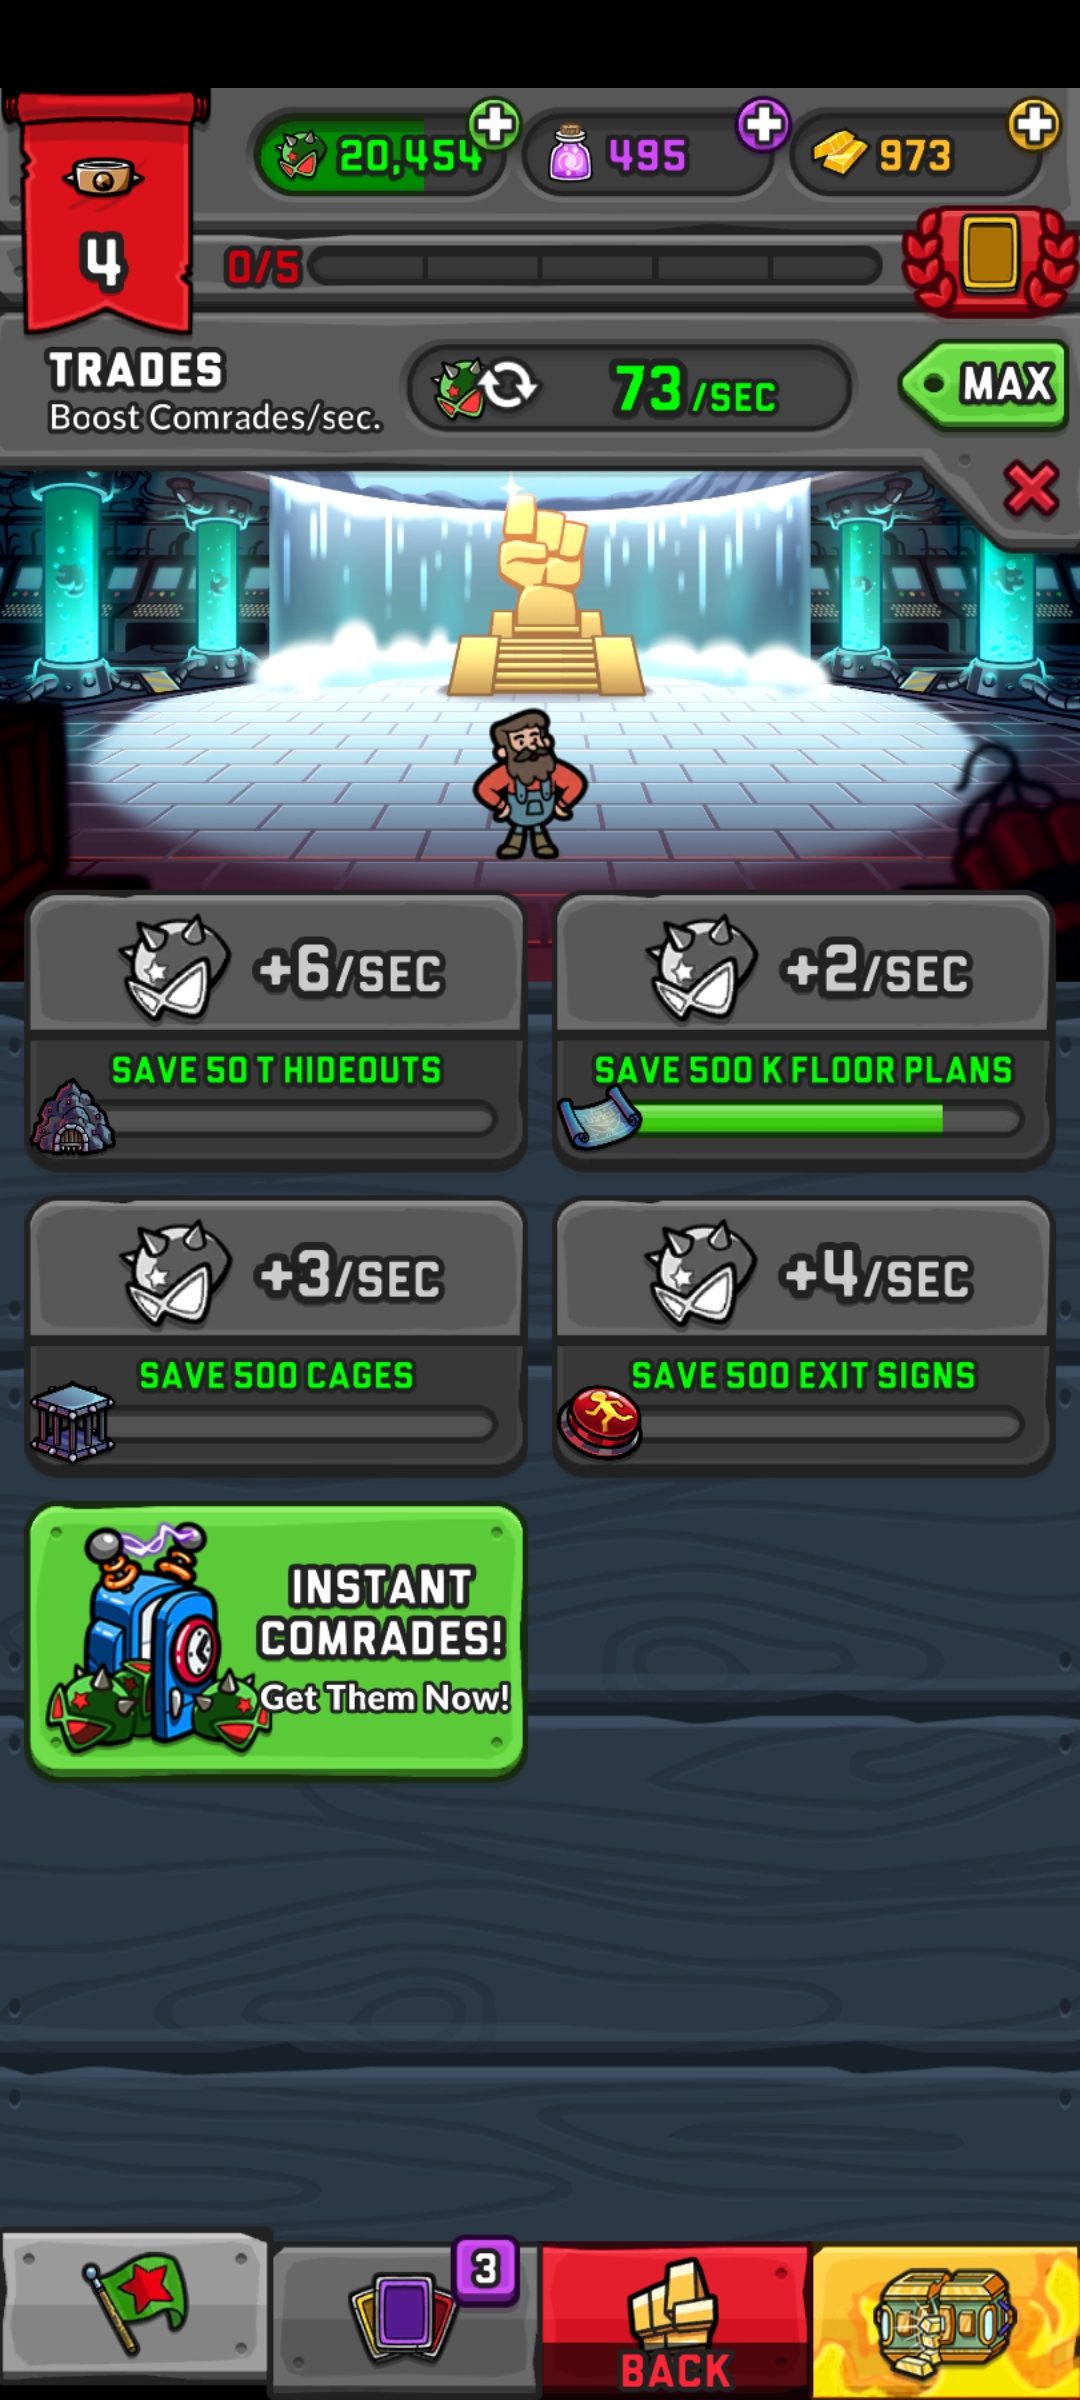 20,454
495
973
4
0/5
TRADES
Boost Comrades/sec.
73/SEC
MAX
+6/SEC
+2/SEC
SAVE 50 T HIDEOUTS
SAVE 500 K FLOOR PLANS
+3/SEC
+4/SEC
SAVE 500 CAGES
SAVE 500 EXIT SIGNS
INSTANT
COMRADES!
Get Them Now!
3
BACK